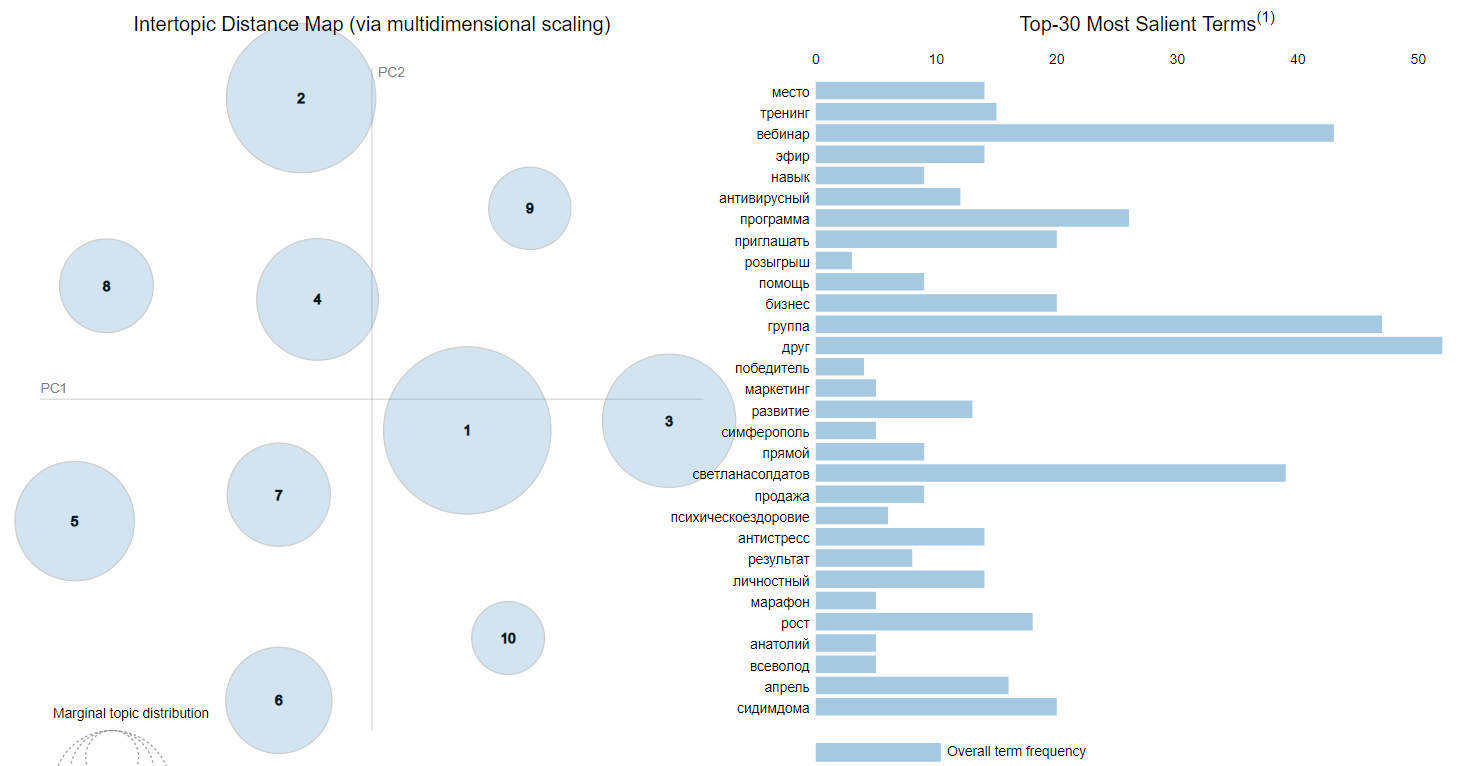 Intertopic Distance Map (via multidimensional scaling)
PC2
2
9
8
4
PC1
1
3
7
5
10
6
Marginal topic distribution
Top-30 Most Salient Terms(1)
0 10 20 30 40 50
место
тренинг
вебинар
эфир
навык
антивирусный
программа
приглашать
розыгрыш
помощь
бизнес
группа
друг
победитель
маркетинг
развитие
симферополь
прямой
светланасолдатов
продажа
психическоездоровие
антистресс
результат
личностный
марафон
рост
анатолий
всеволод
апрель
сидимдома
Overall term frequency